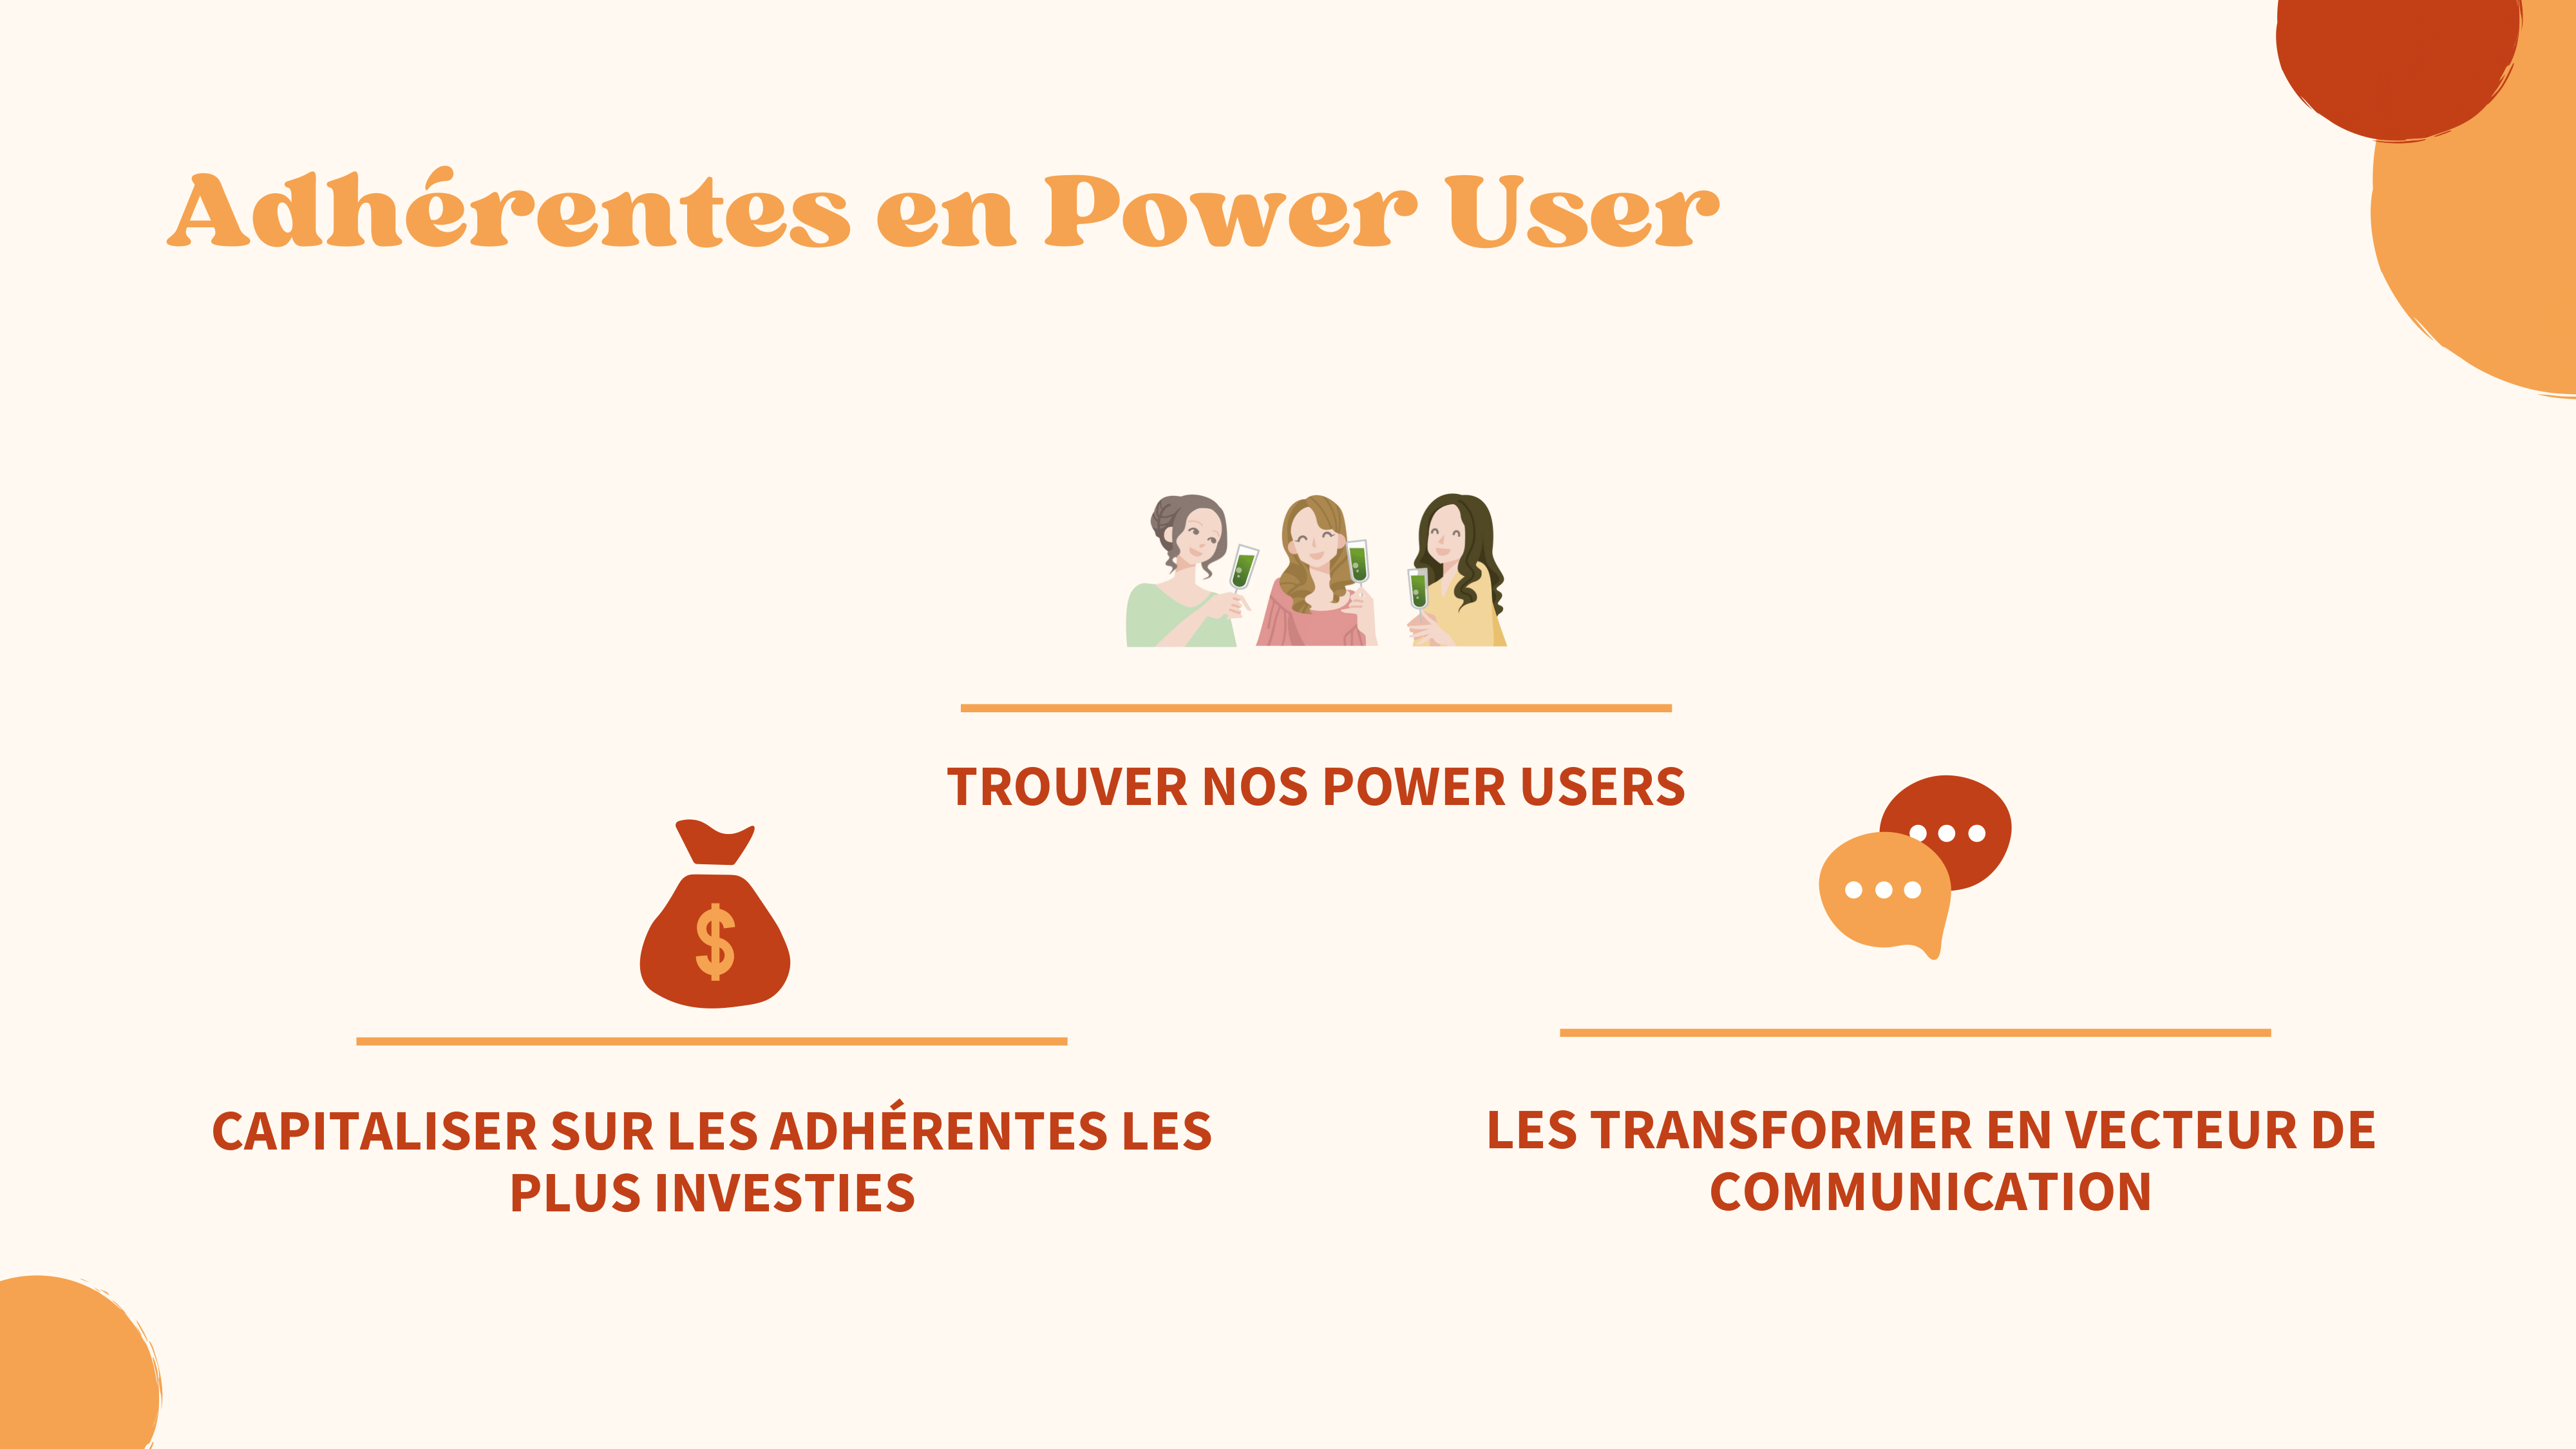 Adhérentes en Power User
TROUVER NOS POWER USERS
$
CAPITALISER SUR LES ADHÉRENTES LES
PLUS INVESTIES
LES TRANSFORMER EN VECTEUR DE
COMMUNICATION